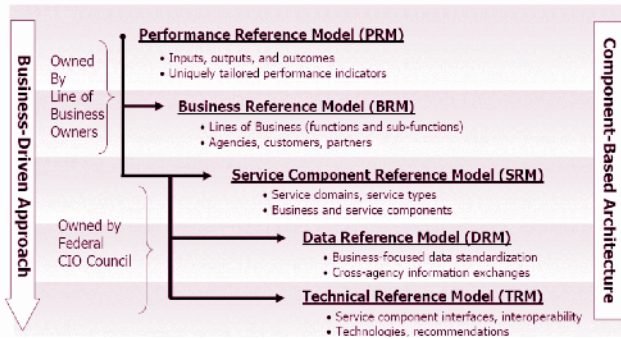 Business-Driven Approach
Owned
By
Line of
Business
Owners
Owned by
Federal
CIO Council
Performance Reference Model (PRM)
• Inputs, outputs, and outcomes
• Uniquely tailored performance indicators
Business Reference Model (BRM)
• Lines of Business (functions and sub-functions)
• Agencies, customers, partners
Service Component Reference Model (SRM)
• Service domains, service types
• Business and service components
Data Reference Model (DRM)
• Business-focused data standardization
• Cross-agency information exchanges
Technical Reference Model (TRM)
• Service component interfaces, interoperability
• Technologies, recommendations
Component-Based Architecture